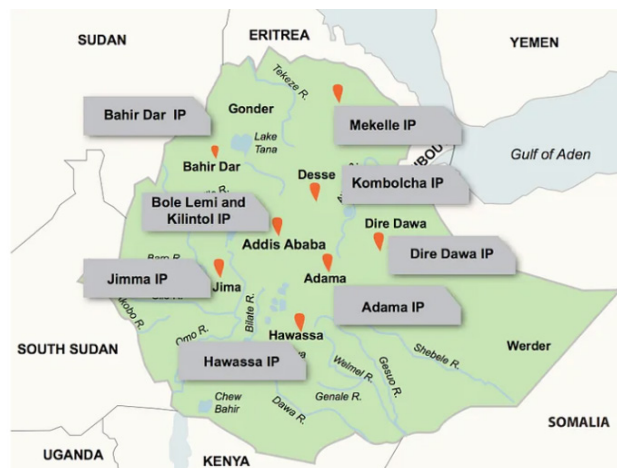 SUDAN
ERITREA
YEMEN
Tekeze R.
Bahir Dar IP
Gonder
Mekelle IP
Lake
Tana
Gulf of Aden
Bahir Dar
Desse
Kombolcha IP
Bole Lemi and
Kilintol IP
Dire Dawa
Addis Ababa
Dire Dawa IP
Jimma IP
Adama
Jima
Adama IP
Bilate R.
Omo R.
Hawassa
SOUTH SUDAN
Hawassa IP
Weimel R.
Gesuo R.
Shebele R.
Werder
Chew
Bahir
Genale R.
Dawa R.
SOMALIA
UGANDA
KENYA